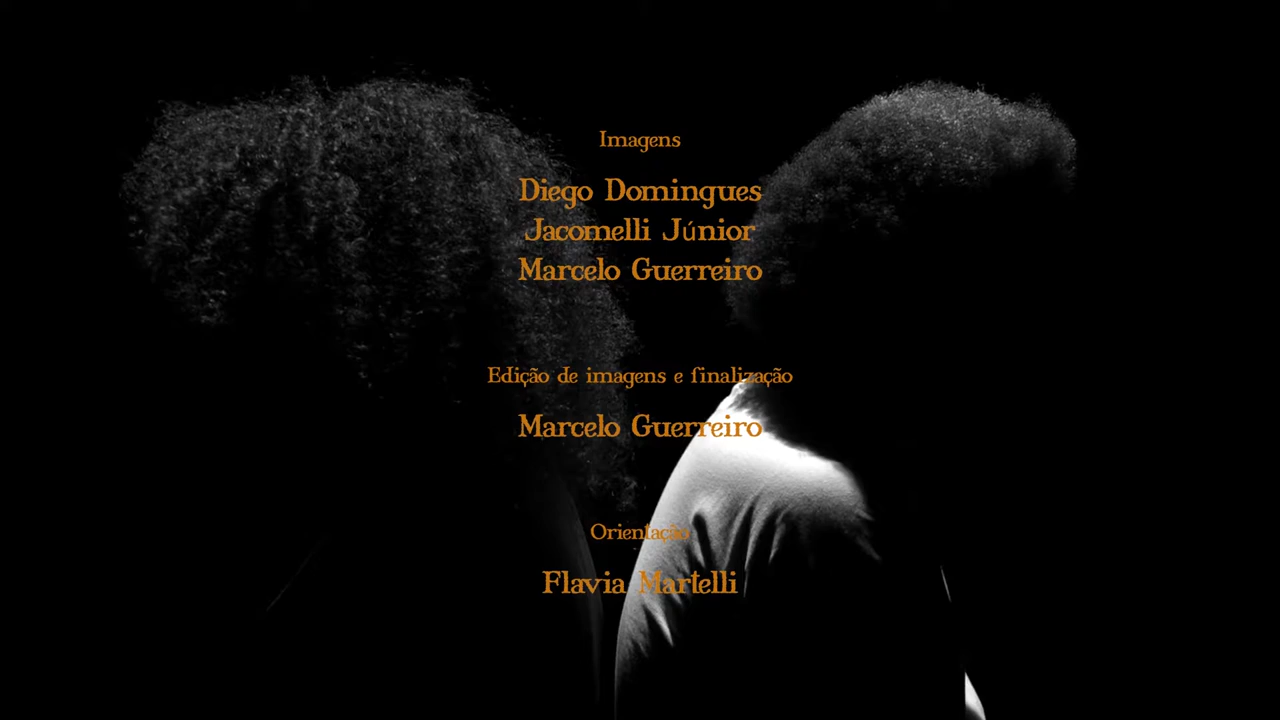 Imagens
Diego Domingues
Jacomelli Júnior
Marcelo Guerreiro
Edição de imagens e finalização
Marcelo Guerreiro
Orientação
Flavia Martelli